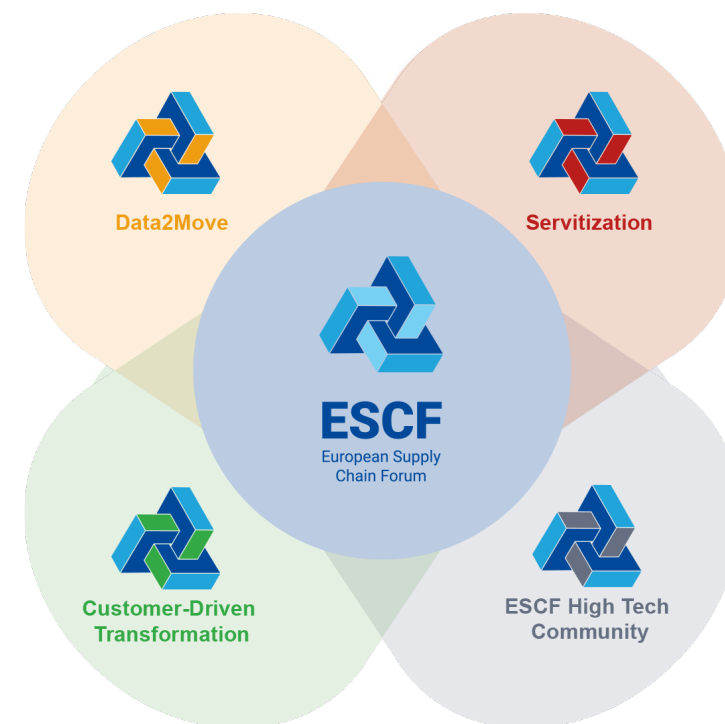 Data2Move
Servitization
ESCF
European Supply
Chain Forum
Customer-Driven
Transformation
ESCF High Tech
Community